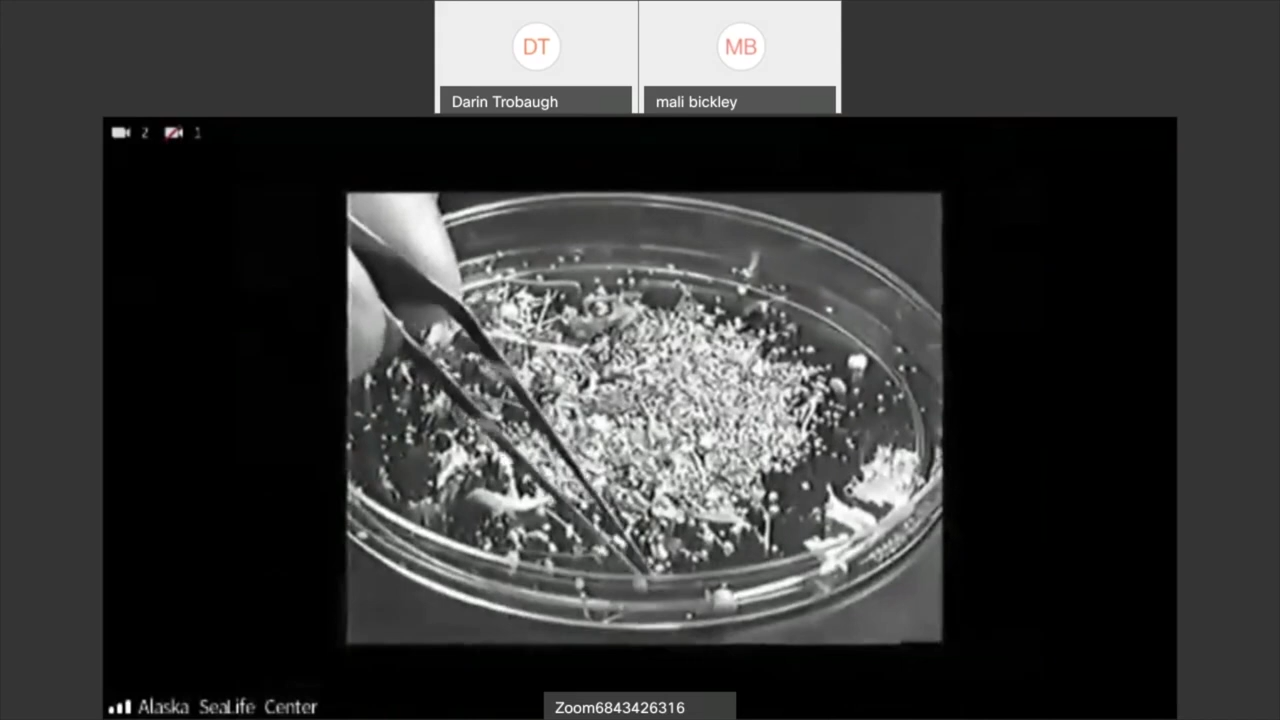 DT
MB
Darin Trobaugh
mali bickley
2 1
Alaska SeaLife Center
Zoom6843426316